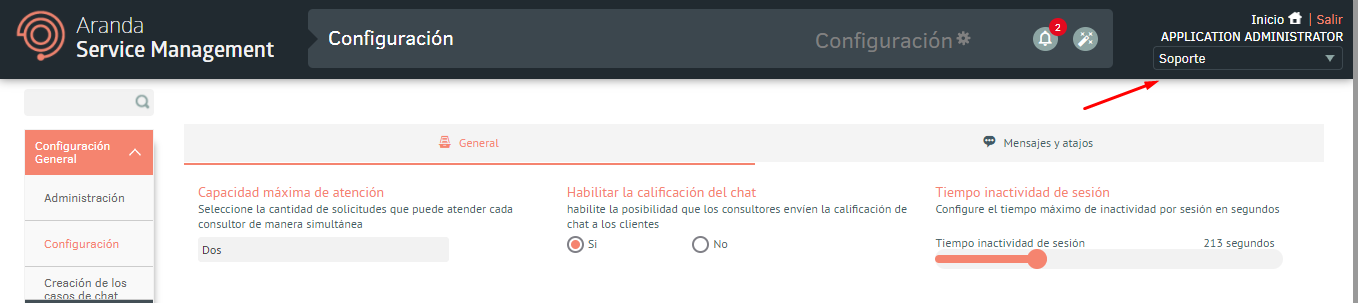 Aranda
Service Management
Configuración
Configuración
2
Inicio | Salir
APPLICATION ADMINISTRATOR
Soporte
Configuración
General
Administración
Configuración
Creación de los
casos de chat
General
Mensajes y atajos
Capacidad máxima de atención
Seleccione la cantidad de solicitudes que puede atender cada
consultor de manera simultánea
Dos
Habilitar la calificación del chat
habilite la posibilidad que los consultores envíen la calificación de
chat a los clientes
Si
No
Tiempo inactividad de sesión
Configure el tiempo máximo de inactividad por sesión en segundos
Tiempo inactividad de sesión
213 segundos